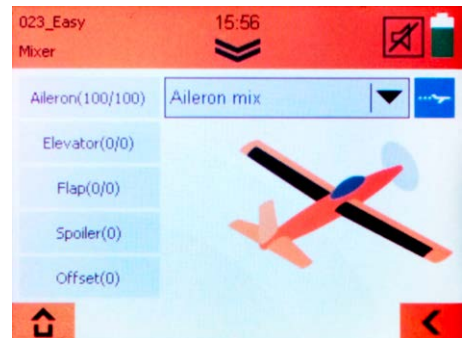 023_Easy
15:56
Mixer
Aileron(100/100)
Aileron mix
Elevator(0/0)
Flap(0/0)
Spoiler(0)
Offset(0)